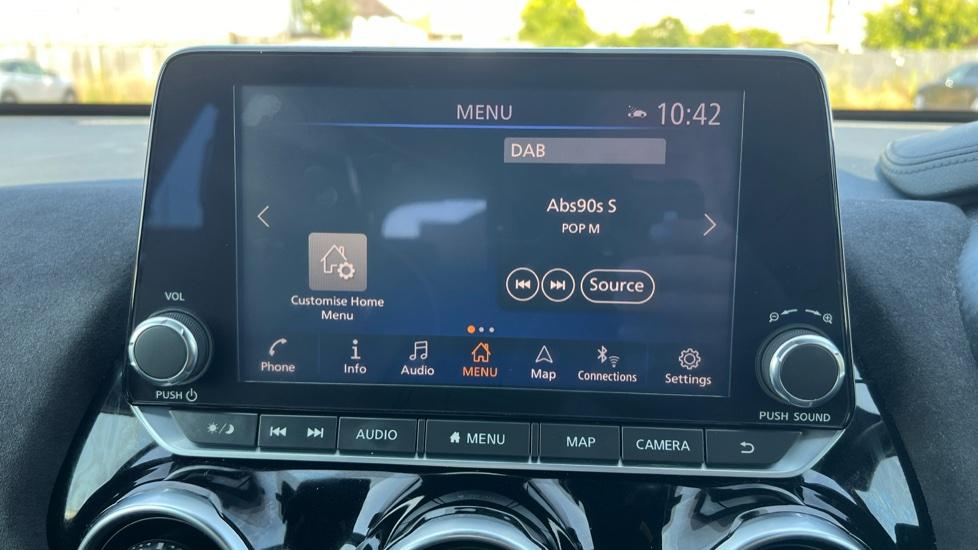 MENU 10:42
DAB
Abs90s S
POP M
Source
Customise Home
Menu
Phone Info Audio MENU Map Connections Settings
VOL
PUSH
PUSH SOUND
AUDIO MENU MAP CAMERA